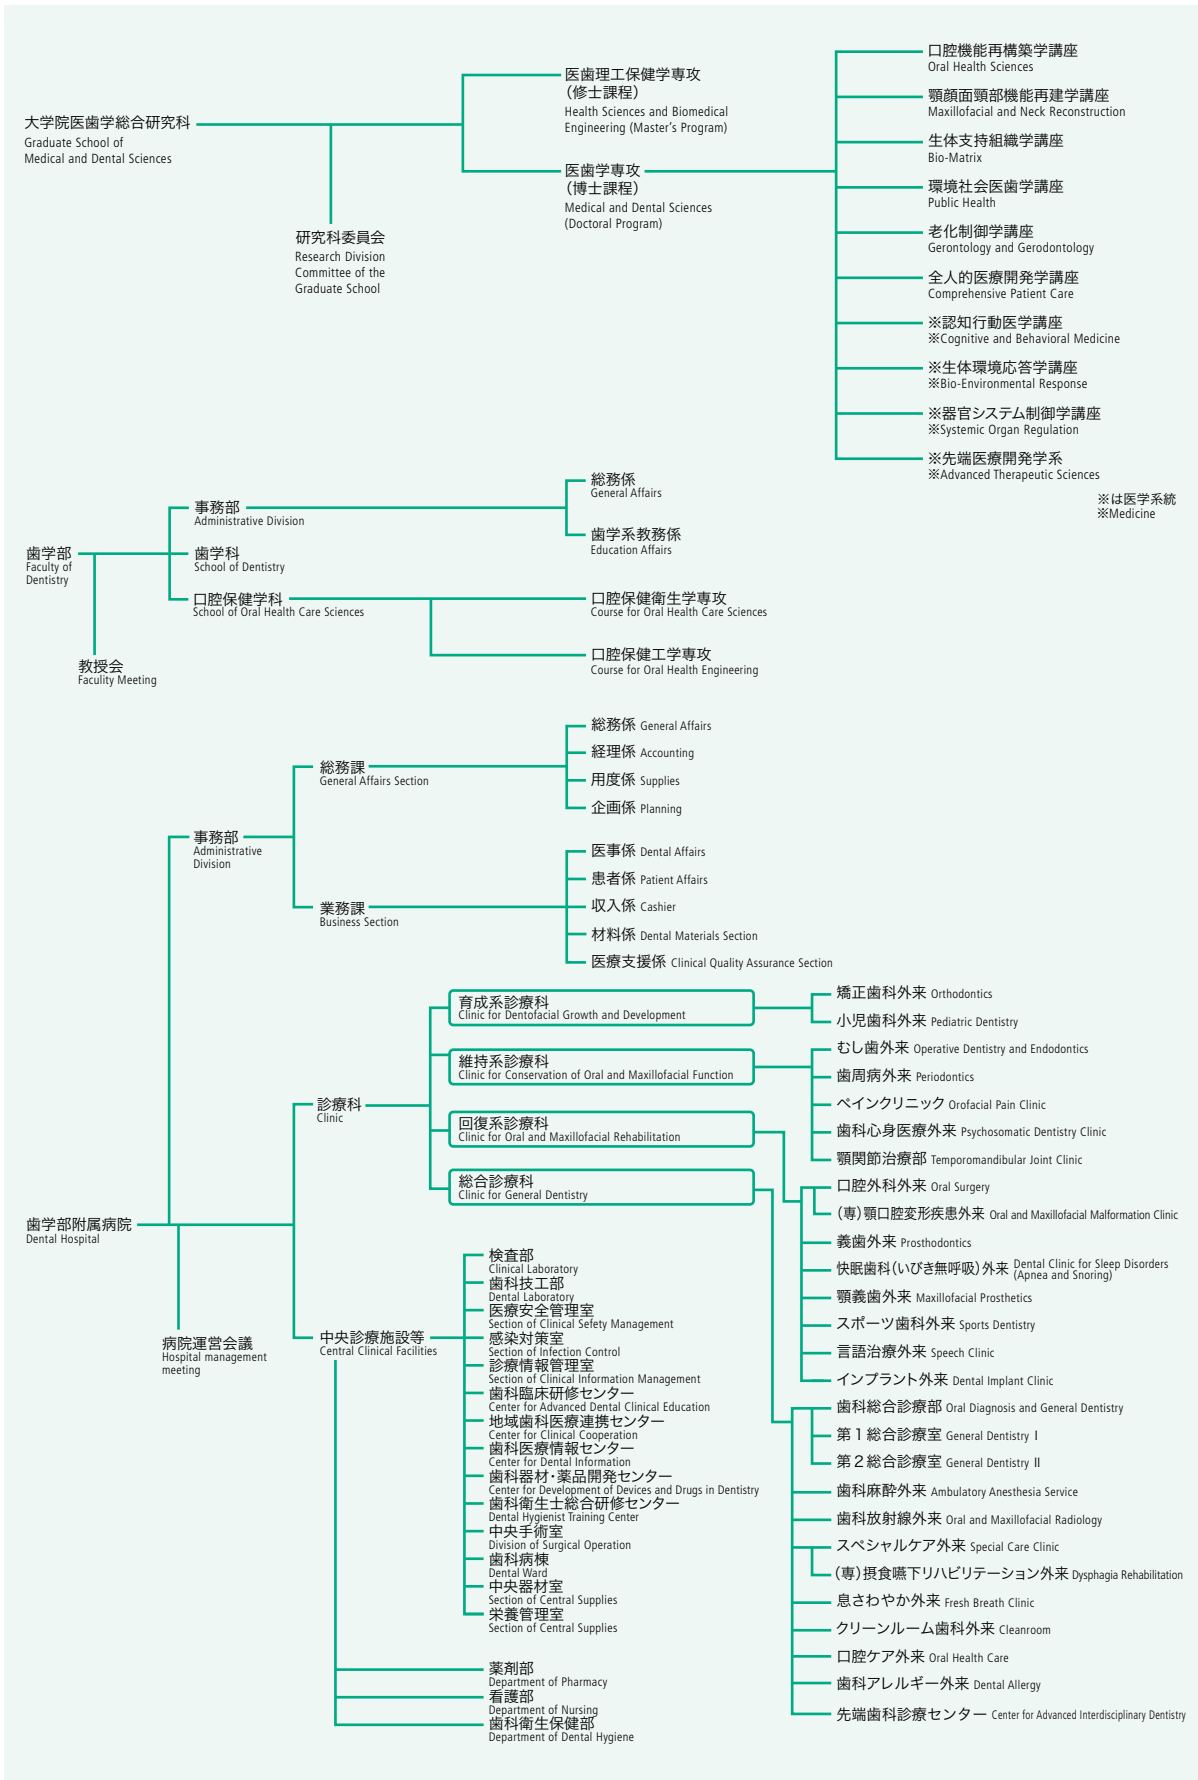 大学院医歯学総合研究科
Graduate School of
Medical and Dental Sciences
研究科委員会
Research Division
Committee of the
Graduate School
医歯理工保健学専攻
（修士課程）
Health Sciences and Biomedical
Engineering (Master's Program)
医歯学専攻
（博士課程）
Medical and Dental Sciences
(Doctoral Program)
口腔機能再構築学講座
Oral Health Sciences
顎顔面頸部機能再建学講座
Maxillofacial and Neck Reconstruction
生体支持組織学講座
Bio-Matrix
環境社会医歯学講座
Public Health
老化制御学講座
Gerontology and Gerodontology
全人的医療開発学講座
Comprehensive Patient Care
※認知行動医学講座
※Cognitive and Behavioral Medicine
※生体環境応答学講座
※Bio-Environmental Response
※器官システム制御学講座
※Systemic Organ Regulation
※先端医療開発学系
※Advanced Therapeutic Sciences
※は医学系統
※Medicine
歯学部
Faculty of
Dentistry
教授会
Faculity Meeting
事務部
Administrative Division
歯学科
School of Dentistry
口腔保健学科
School of Oral Health Care Sciences
総務係
General Affairs
歯学系教務係
Education Affairs
口腔保健衛生学専攻
Course for Oral Health Care Sciences
口腔保健工学専攻
Course for Oral Health Engineering
歯学部附属病院
Dental Hospital
病院運営会議
Hospital management
meeting
事務部
Administrative
Division
総務課
General Affairs Section
総務係 General Affairs
経理係 Accounting
用度係 Supplies
企画係 Planning
業務課
Business Section
医事係 Dental Affairs
患者係 Patient Affairs
収入係 Cashier
材料係 Dental Materials Section
医療支援係 Clinical Quality Assurance Section
診療科
Clinic
育成系診療科
Clinic for Dentofacial Growth and Development
維持系診療科
Clinic for Conservation of Oral and Maxillofacial Function
回復系診療科
Clinic for Oral and Maxillofacial Rehabilitation
総合診療科
Clinic for General Dentistry
矯正歯科外来 Orthodontics
小児歯科外来 Pediatric Dentistry
むし歯外来 Operative Dentistry and Endodontics
歯周病外来 Periodontics
ペインクリニック Orofacial Pain Clinic
歯科心身医療外来 Psychosomatic Dentistry Clinic
顎関節治療部 Temporomandibular Joint Clinic
口腔外科外来 Oral Surgery
（専）顎口腔変形疾患外来 Oral and Maxillofacial Malformation Clinic
義歯外来 Prosthodontics
快眠歯科（いびき無呼吸）外来 Dental Clinic for Sleep Disorders
(Apnea and Snoring)
顎義歯外来 Maxillofacial Prosthetics
スポーツ歯科外来 Sports Dentistry
言語治療外来 Speech Clinic
インプラント外来 Dental Implant Clinic
歯科総合診療部 Oral Diagnosis and General Dentistry
第１総合診療室 General Dentistry Ⅰ
第２総合診療室 General Dentistry Ⅱ
歯科麻酔外来 Ambulatory Anesthesia Service
歯科放射線外来 Oral and Maxillofacial Radiology
スペシャルケア外来 Special Care Clinic
（専）摂食嚥下リハビリテーション外来 Dysphagia Rehabilitation
息さわやか外来 Fresh Breath Clinic
クリーンルーム歯科外来 Cleanroom
口腔ケア外来 Oral Health Care
歯科アレルギー外来 Dental Allergy
先端歯科診療センター Center for Advanced Interdisciplinary Dentistry
中央診療施設等
Central Clinical Facilities
検査部
Clinical Laboratory
歯科技工部
Dental Laboratory
医療安全管理室
Section of Clinical Sefety Management
感染対策室
Section of Infection Control
診療情報管理室
Section of Clinical Information Management
歯科臨床研修センター
Center for Advanced Dental Clinical Education
地域歯科医療連携センター
Center for Clinical Cooperation
歯科医療情報センター
Center for Dental Information
歯科器材・薬品開発センター
Center for Development of Devices and Drugs in Dentistry
歯科衛生士総合研修センター
Dental Hygienist Training Center
中央手術室
Division of Surgical Operation
歯科病棟
Dental Ward
中央器材室
Section of Central Supplies
栄養管理室
Section of Central Supplies
薬剤部
Department of Pharmacy
看護部
Department of Nursing
歯科衛生保健部
Department of Dental Hygiene